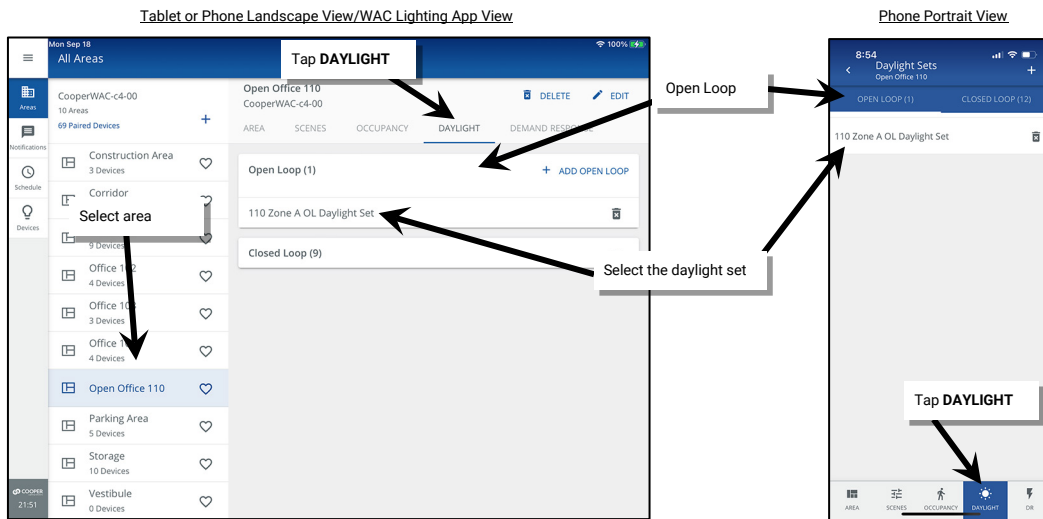 Tablet or Phone Landscape View/WAC Lighting App View
Phone Portrait View
Mon Sep 18
100%
All Areas
Tap DAYLIGHT
Areas
Notifications
Schedule
Devices
COOPER
21:51
CooperWAC-c4-00
10 Areas
69 Paired Devices
+
Construction Area
3 Devices
Corridor
Select area
9 Devices
Office
4 Devices
Office
3 Devices
Office
4 Devices
Open Office 110
Parking Area
5 Devices
Storage
10 Devices
Vestibule
0 Devices
Open Office 110
CooperWAC-c4-00
DELETE
EDIT
AREA SCENES OCCUPANCY DAYLIGHT DEMAND RESPONSE
Open Loop (1)
+ ADD OPEN LOOP
110 Zone A OL Daylight Set
Closed Loop (9)
Open Loop
Select the daylight set
8:54
Daylight Sets
Open Office 110
+
OPEN LOOP (1) CLOSED LOOP (12)
110 Zone A OL Daylight Set
Tap DAYLIGHT
AREA SCENES OCCUPANCY DAYLIGHT DR